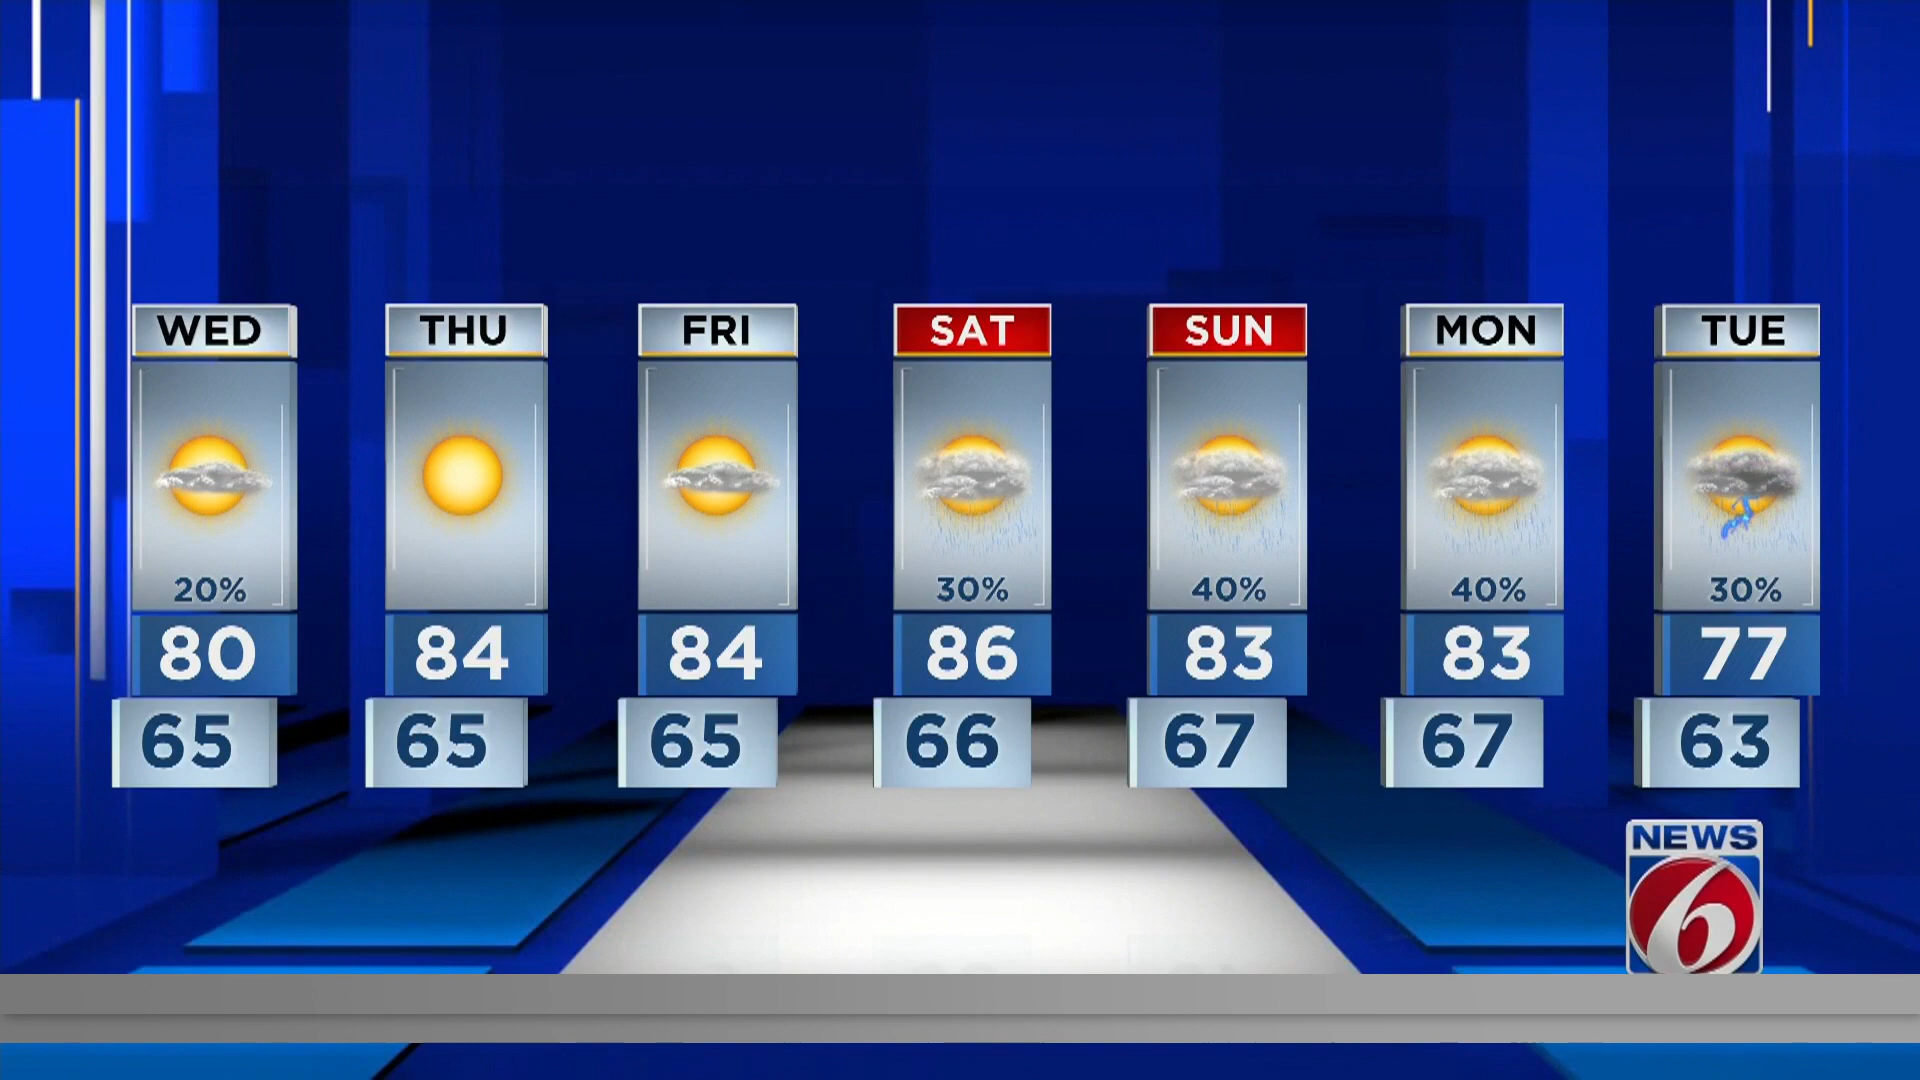 WED THU FRI SAT SUN MON TUE
20% 30% 40% 40% 30%
80 84 84 86 83 83 77
65 65 65 66 67 67 63
NEWS
6